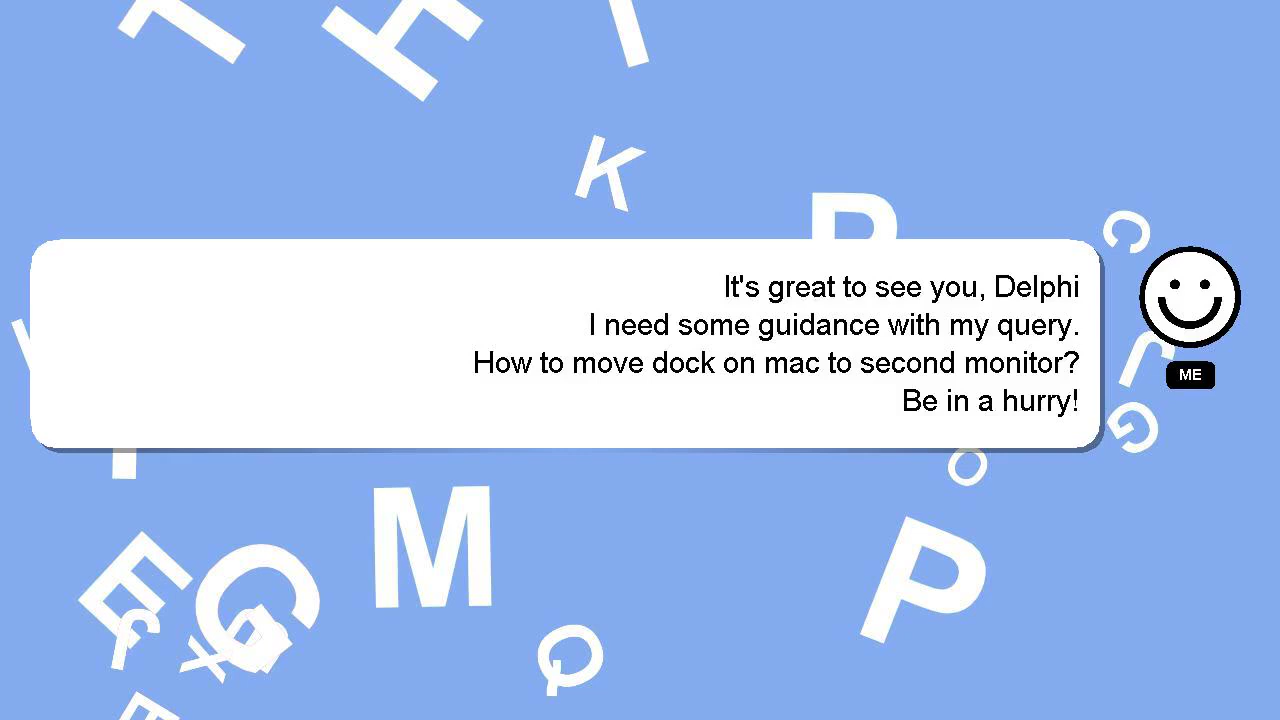 It's great to see you, Delphi
I need some guidance with my query.
How to move dock on mac to second monitor?
Be in a hurry!
ME
T
H
I
K
P
C
J
G
O
M
P
E
G
J
X
Q
E